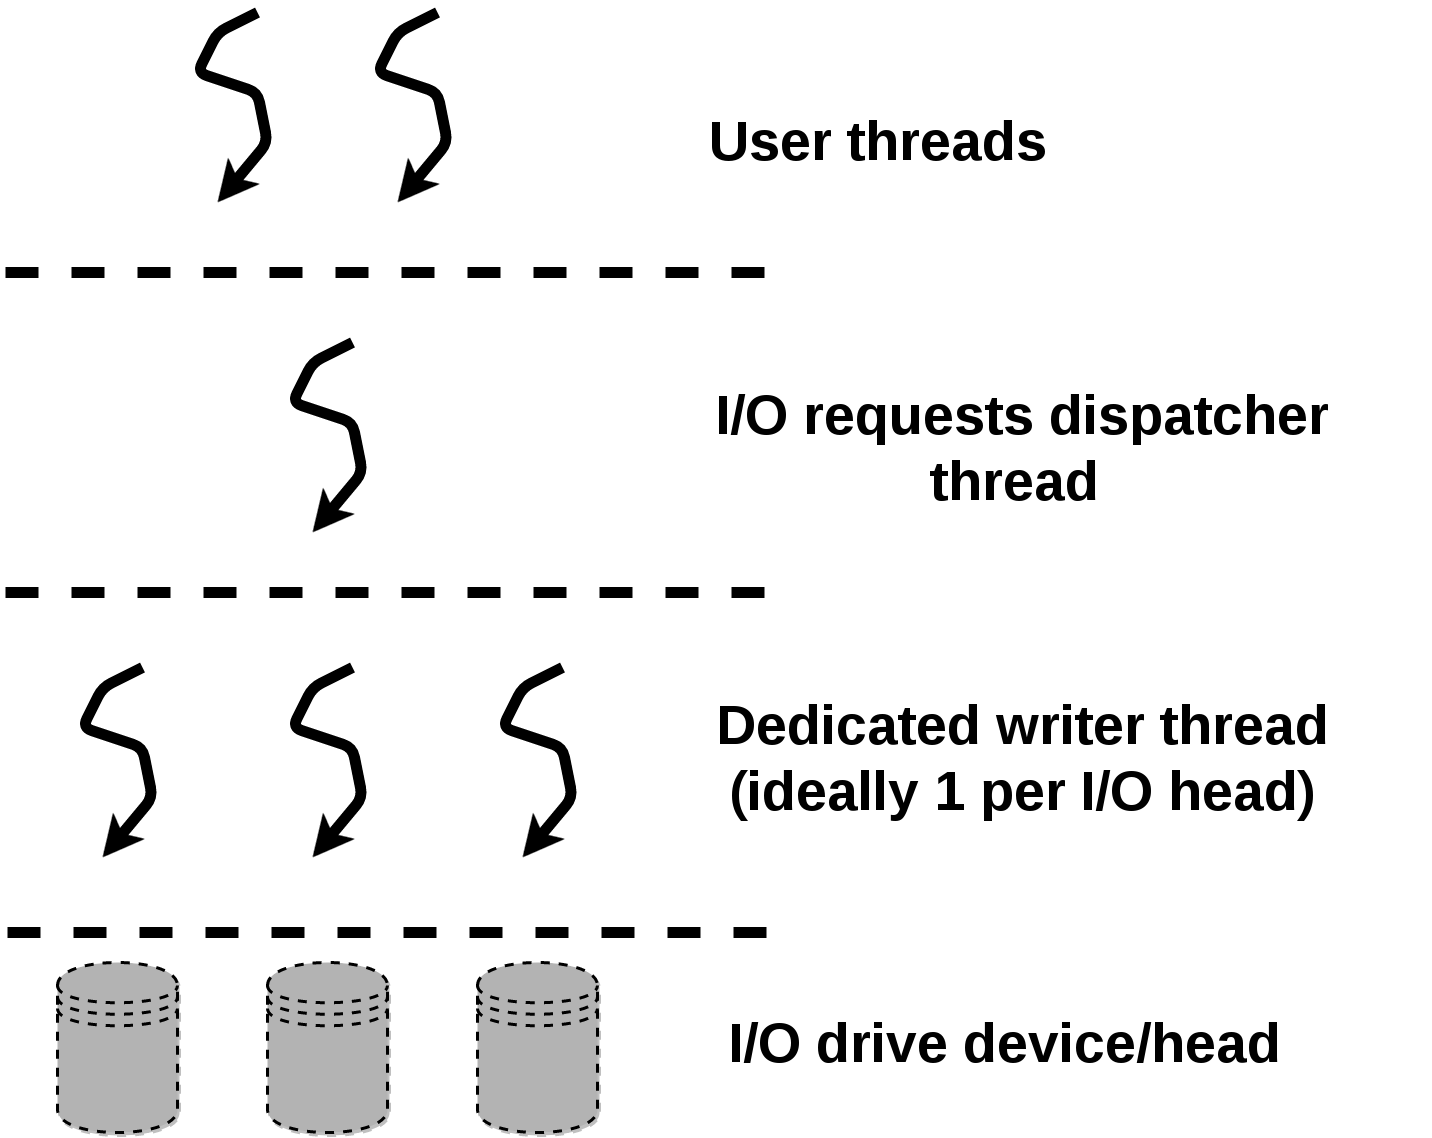 User threads
I/O requests dispatcher
thread
Dedicated writer thread
(ideally 1 per I/O head)
I/O drive device/head